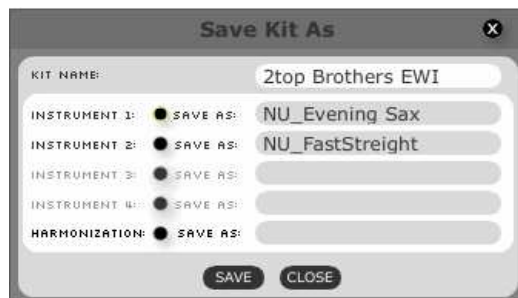 Save Kit As X
KIT NAME: 2top Brothers EWI
INSTRUMENT 1: SAVE AS: NU_Evening Sax
INSTRUMENT 2: SAVE AS: NU_FastStreight
INSTRUMENT 3: SAVE AS:
INSTRUMENT 4: SAVE AS:
HARMONIZATION: SAVE AS:
SAVE CLOSE